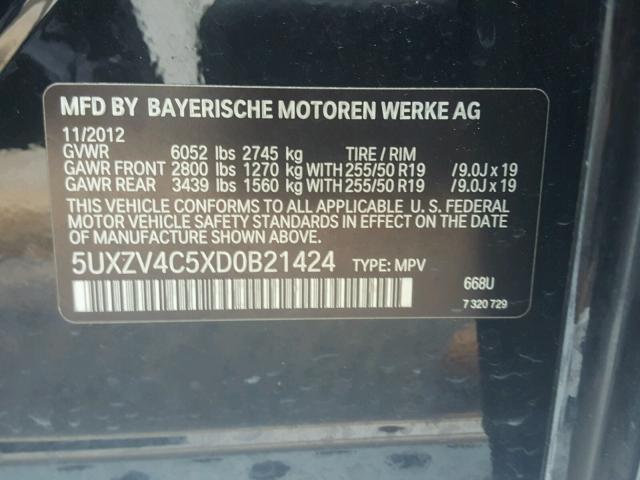 MFD BY BAYERISCHE MOTOREN WERKE AG
11/2012
GVWR 6052 lbs 2745 kg TIRE / RIM
GAWR FRONT 2800 lbs 1270 kg WITH 255/50 R19 /9.0J x 19
GAWR REAR 3439 lbs 1560 kg WITH 255/50 R19 /9.0J x 19
THIS VEHICLE CONFORMS TO ALL APPLICABLE U. S. FEDERAL
MOTOR VEHICLE SAFETY STANDARDS IN EFFECT ON THE DATE
OF MANUFACTURE SHOWN ABOVE.
5UXZV4C5XD0B21424 TYPE: MPV
668U
7 320 729